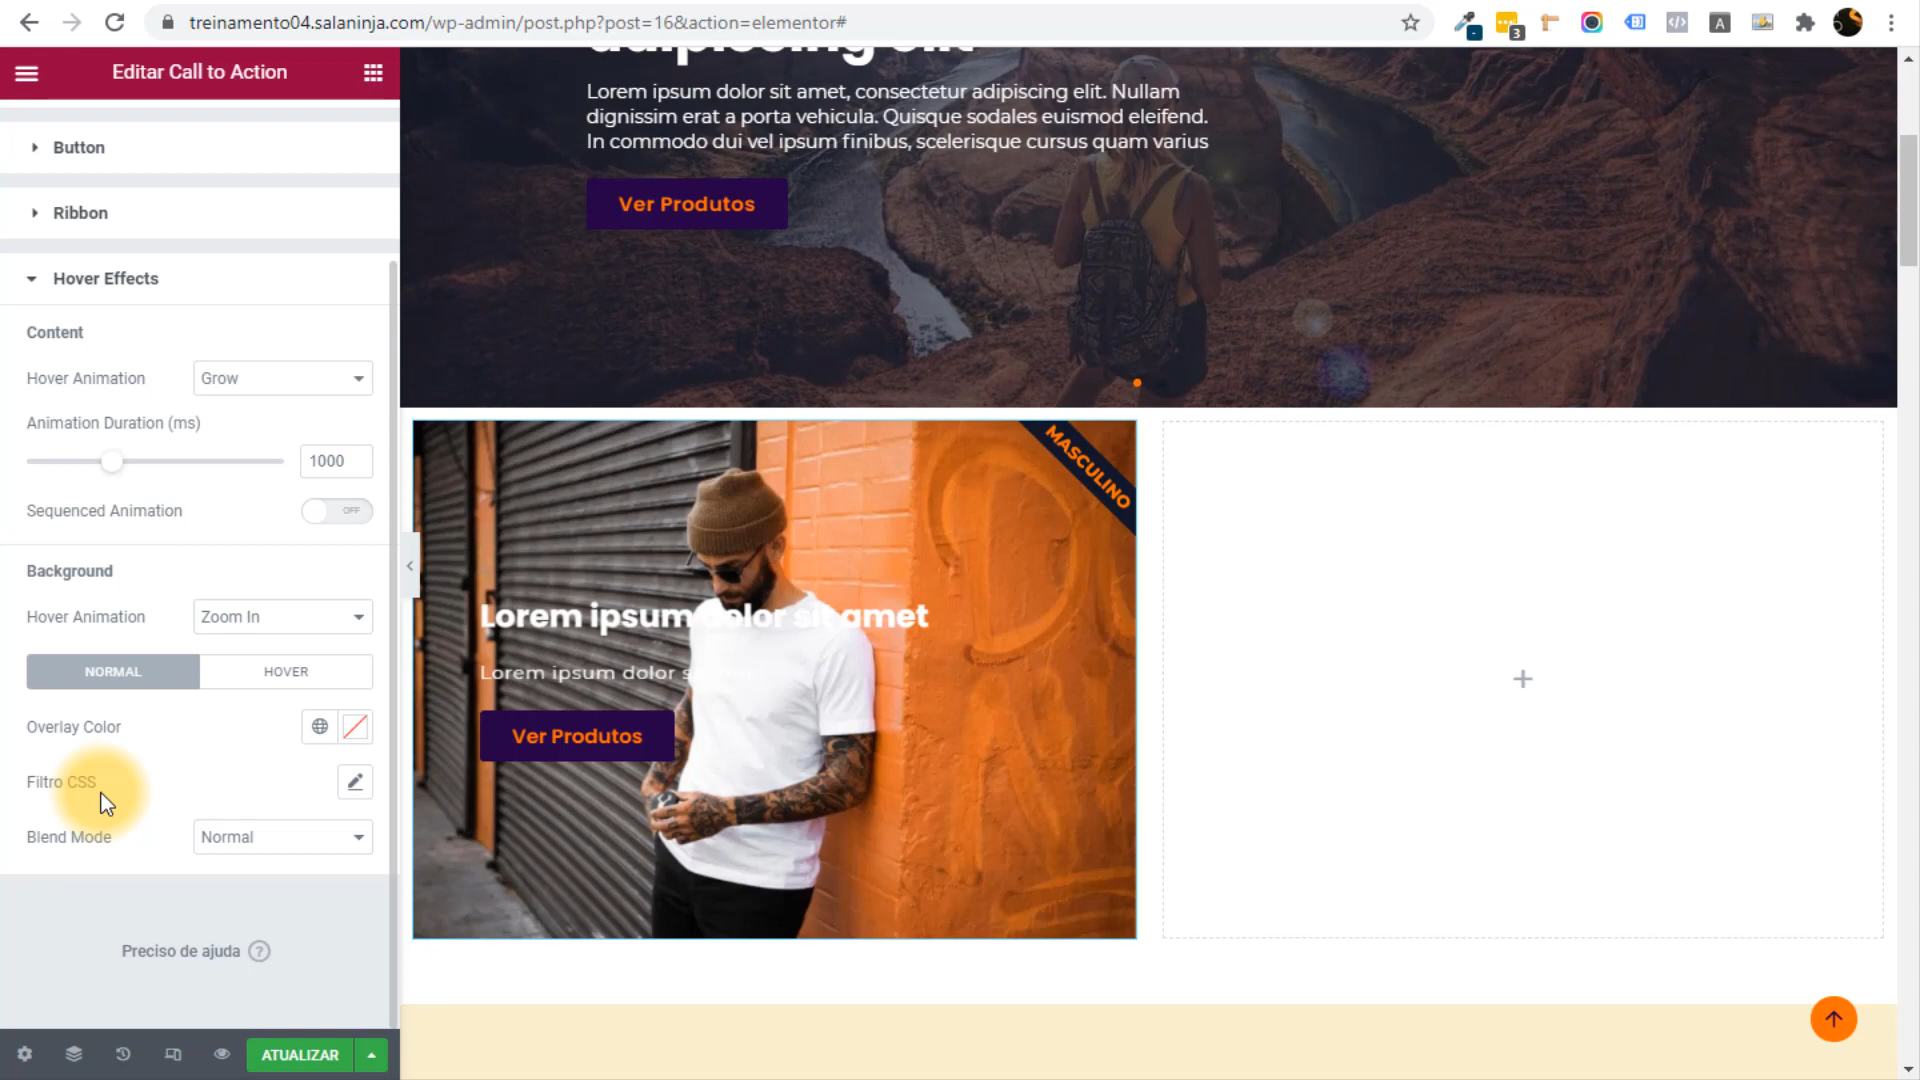 treinamento04.salaninja.com/wp-admin/post.php?post=16&action=elementor#
3
A
Editar Call to Action
Button
Ribbon
Hover Effects
Content
Hover Animation
Grow
Animation Duration (ms)
1000
Sequenced Animation
OFF
Background
Hover Animation
Zoom In
NORMAL
HOVER
Overlay Color
Filtro CSS
Blend Mode
Normal
Preciso de ajuda ?
ATUALIZAR
adipiscing elit
Lorem ipsum dolor sit amet, consectetur adipiscing elit. Nullam
dignissim erat a porta vehicula. Quisque sodales euismod eleifend.
In commodo dui vel ipsum finibus, scelerisque cursus quam varius
Ver Produtos
MASCULINO
Lorem ipsum dolor sit amet
Lorem ipsum dolor
Ver Produtos